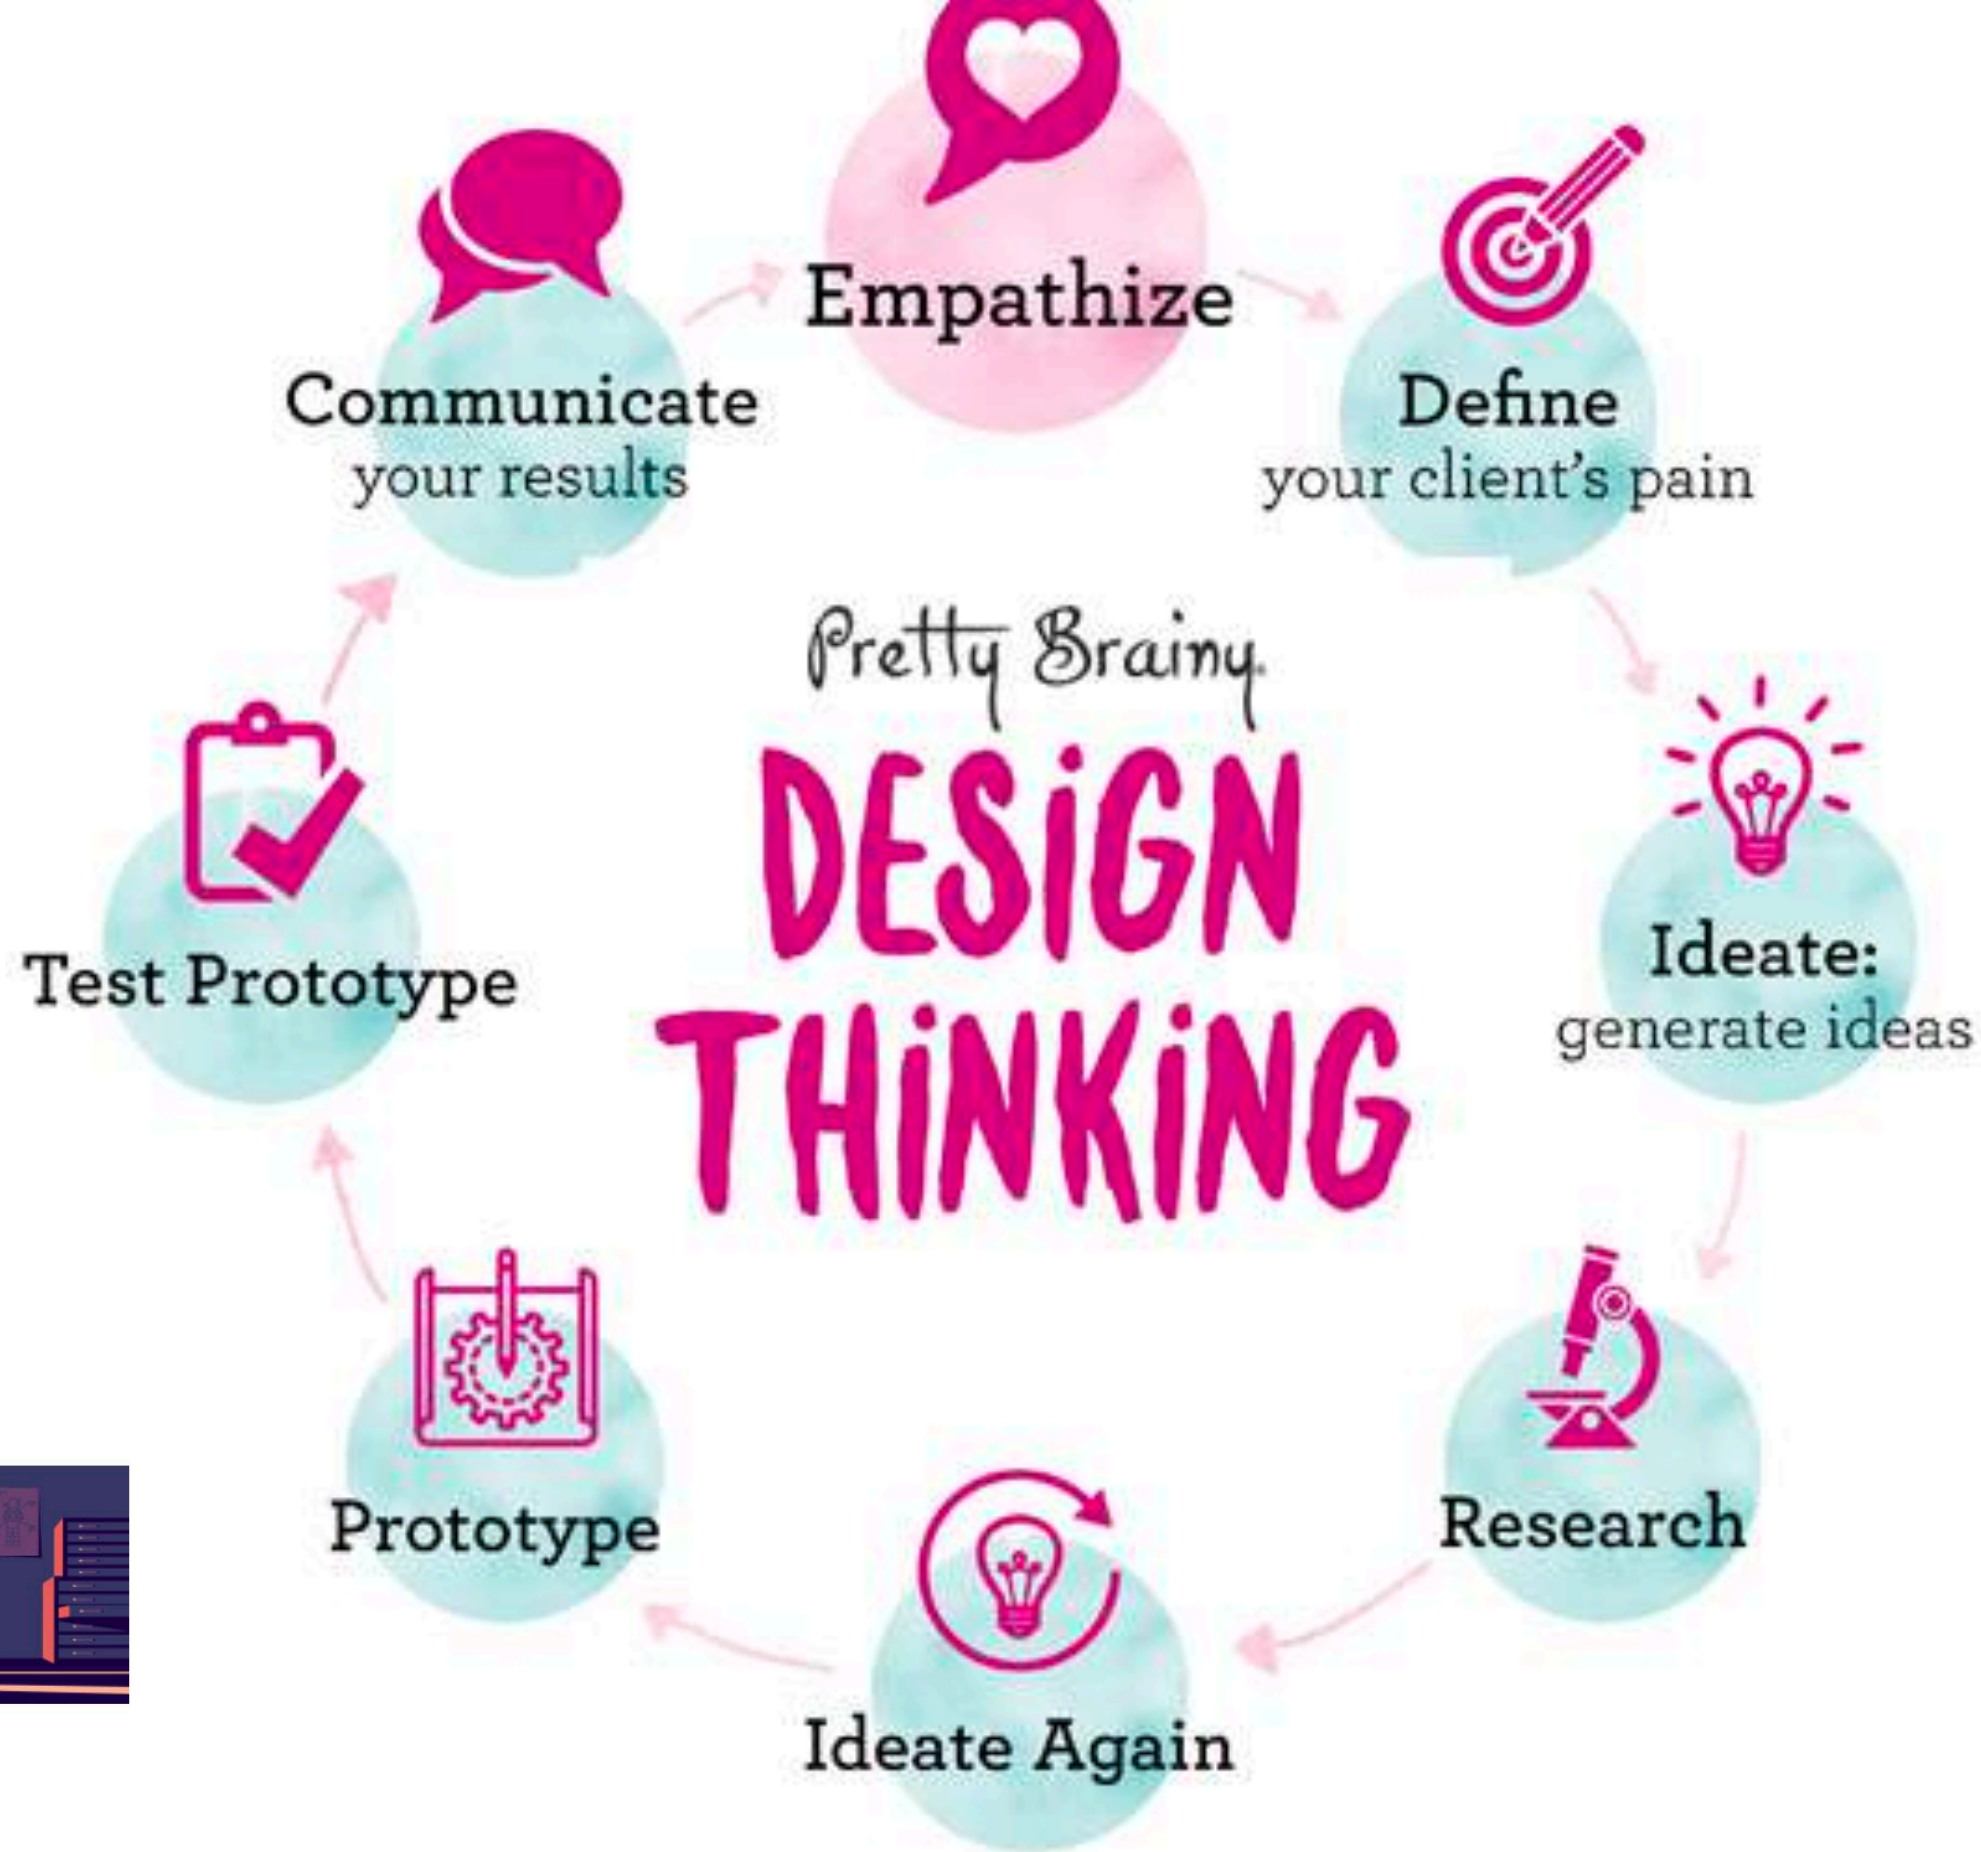 Empathize
Define
your client's pain
Ideate:
generate ideas
Research
Ideate Again
Prototype
Test Prototype
Communicate
your results
Pretty Brainy.
DESiGN
THiNKiNG